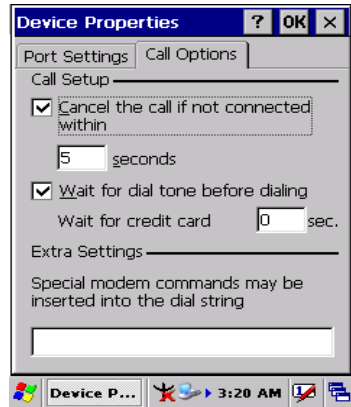 Device Properties ? OK ×
Port Settings Call Options
Call Setup
Cancel the call if not connected
within
5 seconds
Wait for dial tone before dialing
Wait for credit card 0 sec.
Extra Settings
Special modem commands may be
inserted into the dial string
Device P... 3:20 AM